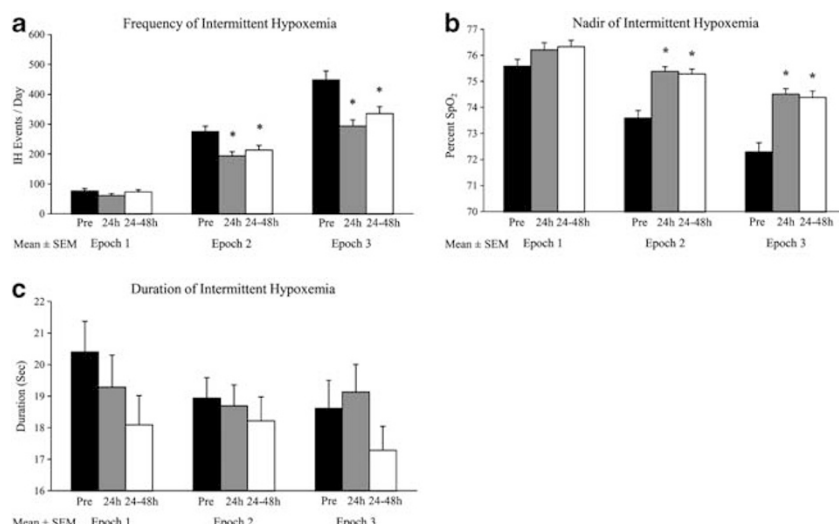 a
Frequency of Intermittent Hypoxemia
600
500
400
300
200
100
0
IH Events / Day
* *
* *
Pre 24h 24-48h Pre 24h 24-48h Pre 24h 24-48h
Mean ± SEM Epoch 1 Epoch 2 Epoch 3
b
Nadir of Intermittent Hypoxemia
77
76
75
74
73
72
71
70
Percent SpO₂
* *
* *
Pre 24h 24-48h Pre 24h 24-48h Pre 24h 24-48h
Mean ± SEM Epoch 1 Epoch 2 Epoch 3
c
Duration of Intermittent Hypoxemia
22
21
20
19
18
17
16
Duration (Sec)
Pre 24h 24-48h Pre 24h 24-48h Pre 24h 24-48h
Mean ± SEM Epoch 1 Epoch 2 Epoch 3